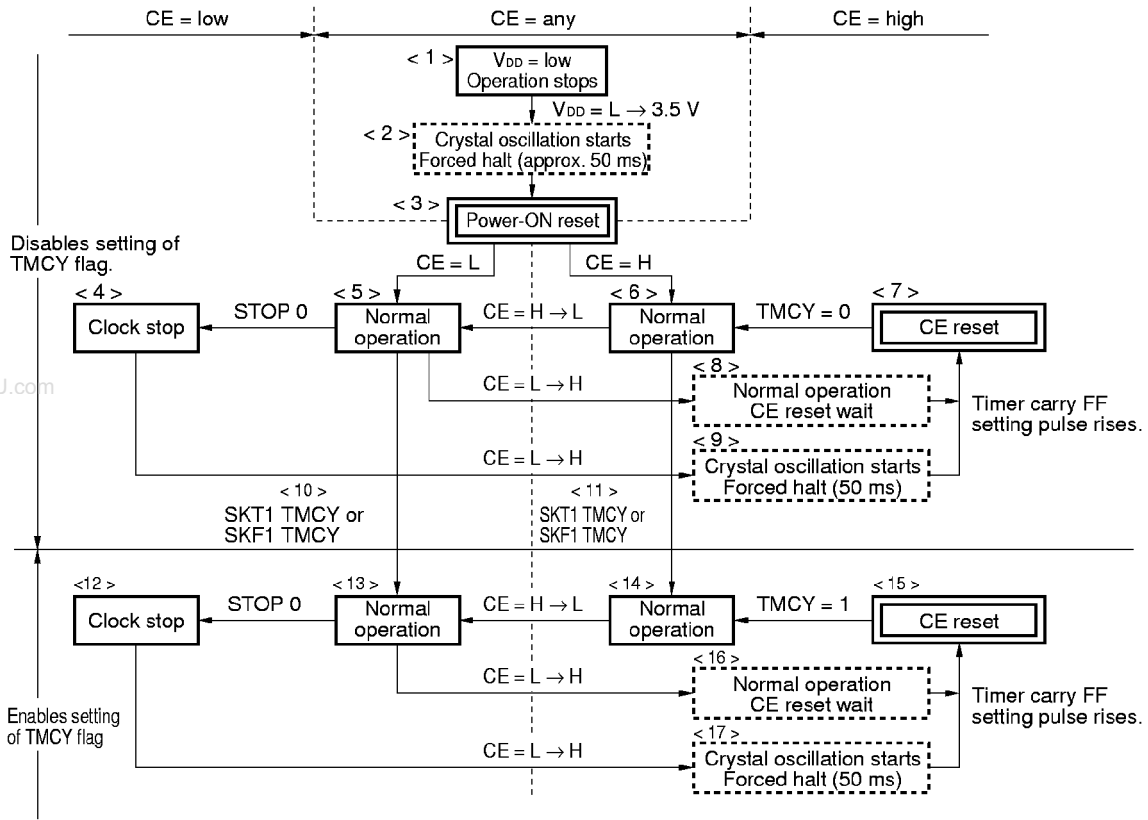 CE = low
CE = any
CE = high
< 1 >
VDD = low
Operation stops
VDD = L → 3.5 V
< 2 >
Crystal oscillation starts
Forced halt (approx. 50 ms)
< 3 >
Power-ON reset
Disables setting of
TMCY flag.
CE = L
CE = H
< 4 >
Clock stop
STOP 0
< 5 >
Normal
operation
CE = H → L
< 6 >
Normal
operation
TMCY = 0
< 7 >
CE reset
CE = L → H
< 8 >
Normal operation
CE reset wait
Timer carry FF
setting pulse rises.
J.com
CE = L → H
< 9 >
Crystal oscillation starts
Forced halt (50 ms)
< 10 >
SKT1 TMCY or
SKF1 TMCY
< 11 >
SKT1 TMCY or
SKF1 TMCY
<12>
Clock stop
STOP 0
< 13 >
Normal
operation
CE = H → L
< 14 >
Normal
operation
TMCY = 1
< 15 >
CE reset
CE = L → H
< 16 >
Normal operation
CE reset wait
Timer carry FF
setting pulse rises.
Enables setting
of TMCY flag
CE = L → H
< 17 >
Crystal oscillation starts
Forced halt (50 ms)